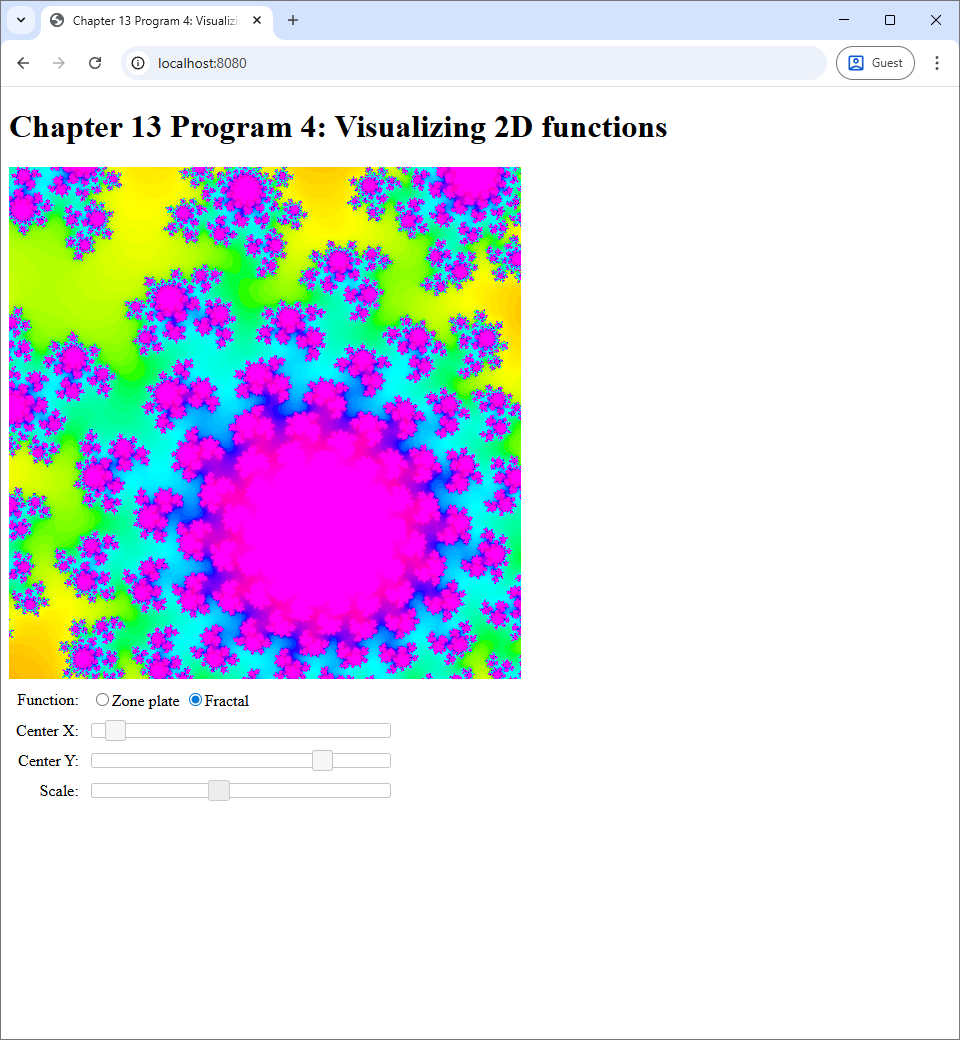 Chapter 13 Program 4: Visualizi
localhost:8080
Guest
Chapter 13 Program 4: Visualizing 2D functions
Function: Zone plate Fractal
Center X:
Center Y:
Scale: